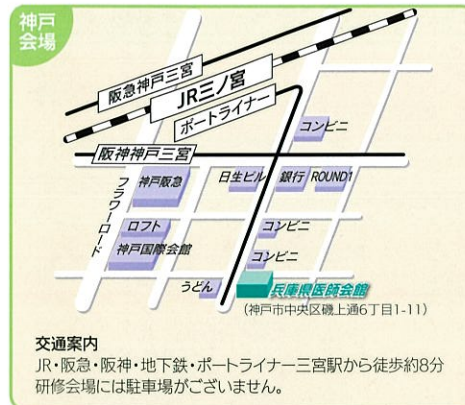 神戸
会場
阪急神戸三宮
JR三ノ宮
ポートライナー
コンビニ
阪神神戸三宮
フラワーロード
神戸阪急
日生ビル
銀行
ROUND1
ロフト
神戸国際会館
コンビニ
コンビニ
うどん
兵庫県医師会館
(神戸市中央区磯上通6丁目1-11)
交通案内
JR・阪急・阪神・地下鉄・ポートライナー三宮駅から徒歩約8分
研修会場には駐車場がございません。